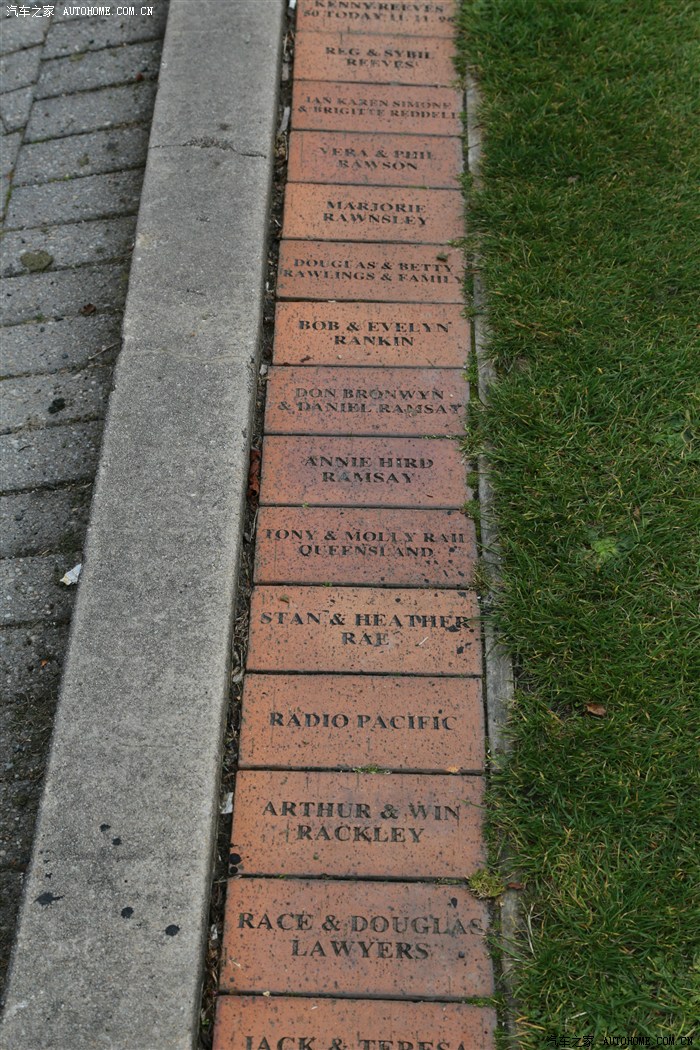 汽车之家 AUTOHOME.COM.CN
KENNY REEVES
REG & SYBIL
REEVES
IAN KAREN SIMONE
& BRIGITTE REDDELL
VERA & PHIL
RAWSON
MARJORIE
RAWNSLEY
DOUGLAS & BETTY
RAWLINGS & FAMILY
BOB & EVELYN
RANKIN
DON BRONWYN
& DANIEL RAMSAY
ANNIE HIRD
RAMSAY
TONY & MOLLY RAE
QUEENSLAND
STAN & HEATHER
RAE
RADIO PACIFIC
ARTHUR & WIN
RACKLEY
RACE & DOUGLAS
LAWYERS
JACK & TERESA
汽车之家 AUTOHOME.COM.CN